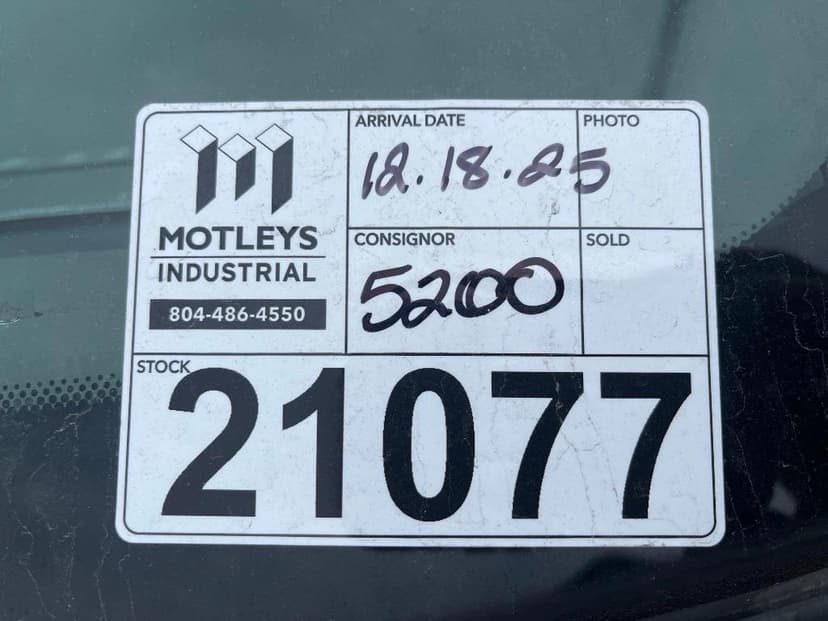 MOTLEYS
INDUSTRIAL
804-486-4550
ARRIVAL DATE
12.18.25
PHOTO
CONSIGNOR
5200
SOLD
STOCK
21077